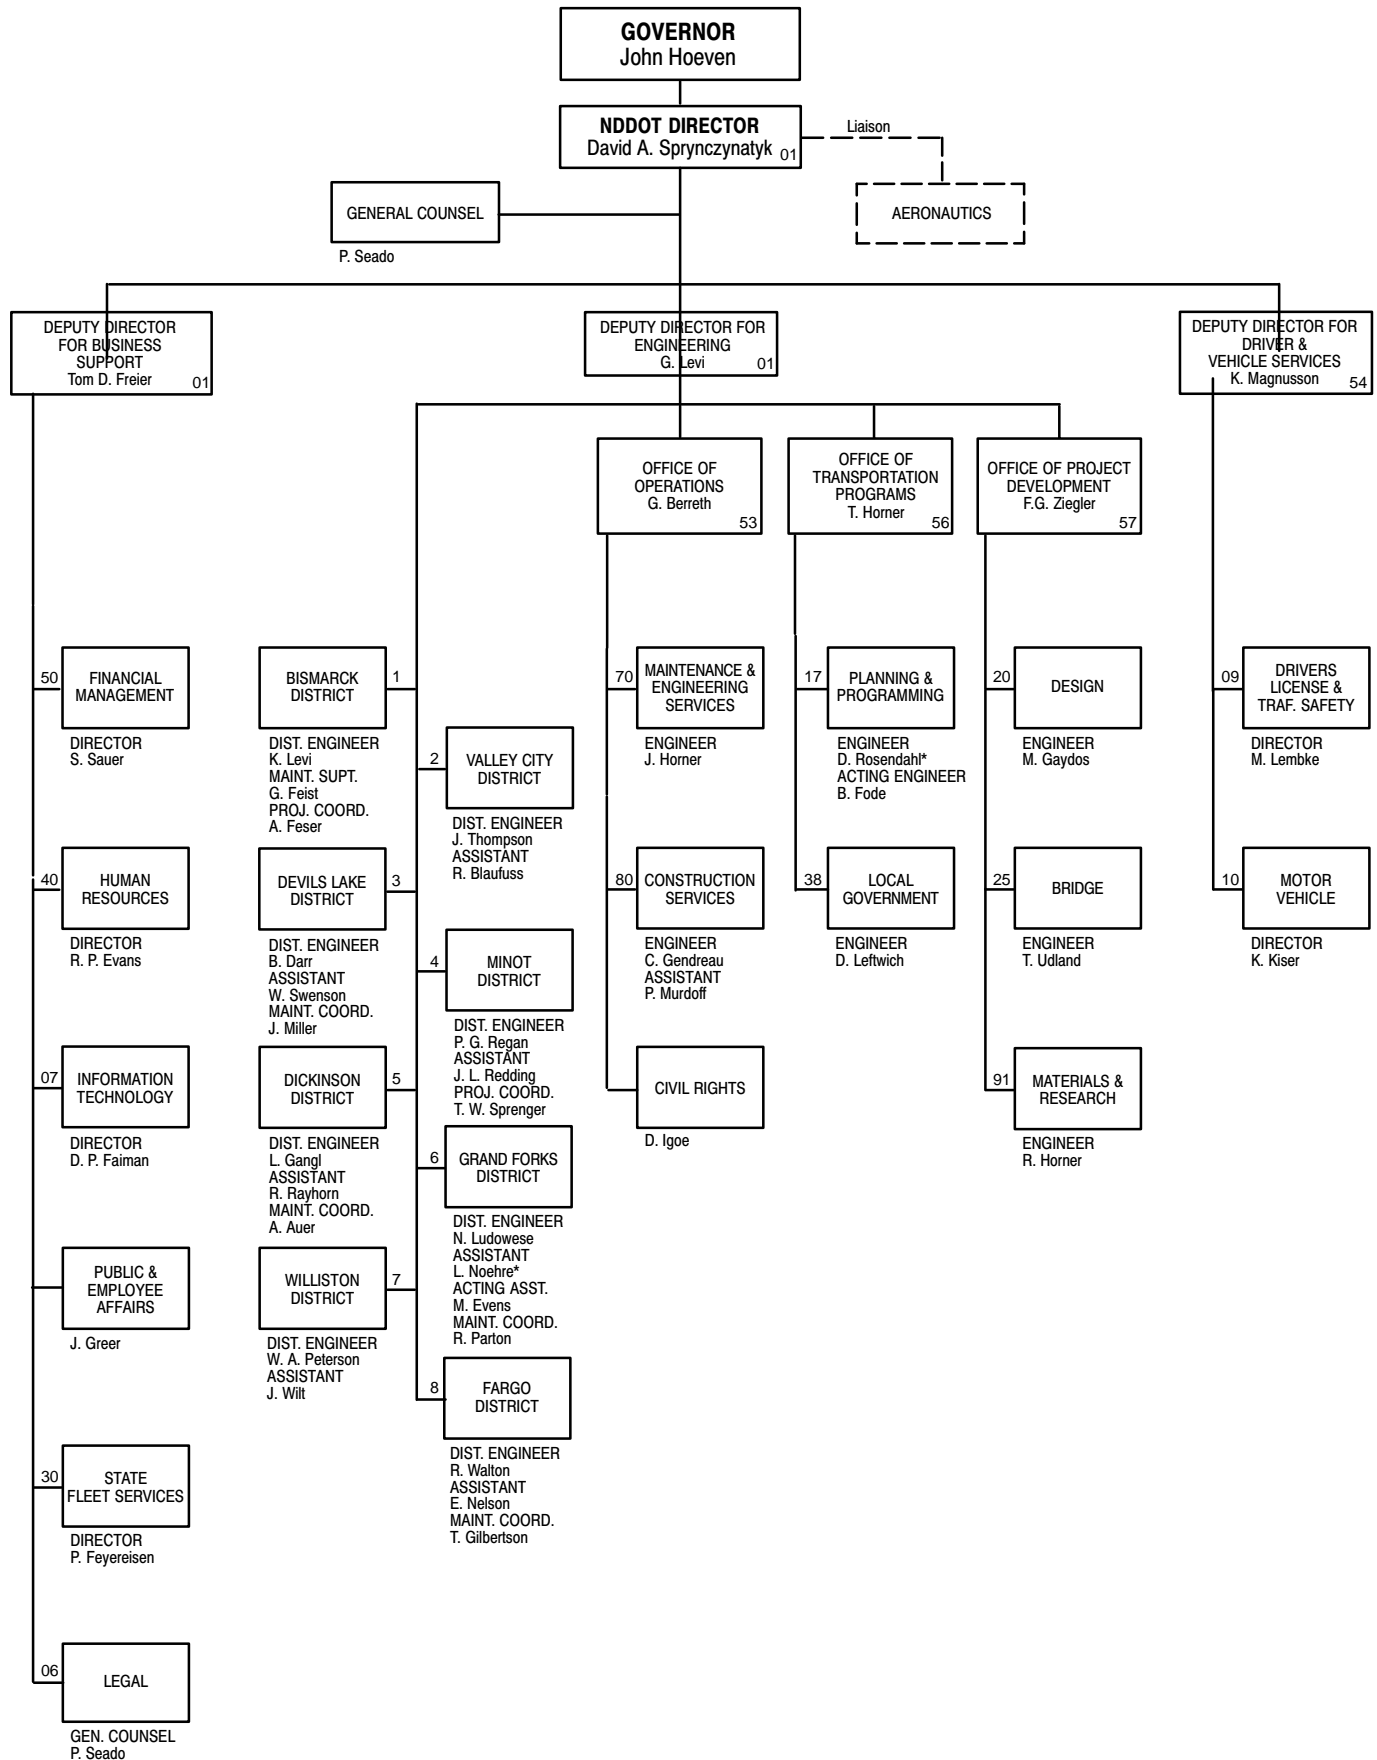 GOVERNOR
John Hoeven
NDDOT DIRECTOR
David A. Sprynczynatyk
01
Liaison
GENERAL COUNSEL
P. Seado
AERONAUTICS
DEPUTY DIRECTOR
FOR BUSINESS
SUPPORT
Tom D. Freier
01
DEPUTY DIRECTOR FOR
ENGINEERING
G. Levi
01
DEPUTY DIRECTOR FOR
DRIVER &
VEHICLE SERVICES
K. Magnusson
54
OFFICE OF
OPERATIONS
G. Berreth
53
OFFICE OF
TRANSPORTATION
PROGRAMS
T. Horner
56
OFFICE OF PROJECT
DEVELOPMENT
F.G. Ziegler
57
50
FINANCIAL
MANAGEMENT
DIRECTOR
S. Sauer
40
HUMAN
RESOURCES
DIRECTOR
R. P. Evans
07
INFORMATION
TECHNOLOGY
DIRECTOR
D. P. Faiman
PUBLIC &
EMPLOYEE
AFFAIRS
J. Greer
30
STATE
FLEET SERVICES
DIRECTOR
P. Feyereisen
06
LEGAL
GEN. COUNSEL
P. Seado
BISMARCK
DISTRICT
1
DIST. ENGINEER
K. Levi
MAINT. SUPT.
G. Feist
PROJ. COORD.
A. Feser
2
VALLEY CITY
DISTRICT
DIST. ENGINEER
J. Thompson
ASSISTANT
R. Blaufuss
DEVILS LAKE
DISTRICT
3
DIST. ENGINEER
B. Darr
ASSISTANT
W. Swenson
MAINT. COORD.
J. Miller
4
MINOT
DISTRICT
DIST. ENGINEER
P. G. Regan
ASSISTANT
J. L. Redding
PROJ. COORD.
T. W. Sprenger
DICKINSON
DISTRICT
5
DIST. ENGINEER
L. Gangl
ASSISTANT
R. Rayhorn
MAINT. COORD.
A. Auer
6
GRAND FORKS
DISTRICT
DIST. ENGINEER
N. Ludowese
ASSISTANT
L. Noehre*
ACTING ASST.
M. Evens
MAINT. COORD.
R. Parton
WILLISTON
DISTRICT
7
DIST. ENGINEER
W. A. Peterson
ASSISTANT
J. Wilt
8
FARGO
DISTRICT
DIST. ENGINEER
R. Walton
ASSISTANT
E. Nelson
MAINT. COORD.
T. Gilbertson
70
MAINTENANCE &
ENGINEERING
SERVICES
ENGINEER
J. Horner
80
CONSTRUCTION
SERVICES
ENGINEER
C. Gendreau
ASSISTANT
P. Murdoff
CIVIL RIGHTS
D. Igoe
17
PLANNING &
PROGRAMMING
ENGINEER
D. Rosendahl*
ACTING ENGINEER
B. Fode
38
LOCAL
GOVERNMENT
ENGINEER
D. Leftwich
20
DESIGN
ENGINEER
M. Gaydos
25
BRIDGE
ENGINEER
T. Udland
91
MATERIALS &
RESEARCH
ENGINEER
R. Horner
09
DRIVERS
LICENSE &
TRAF. SAFETY
DIRECTOR
M. Lembke
10
MOTOR
VEHICLE
DIRECTOR
K. Kiser